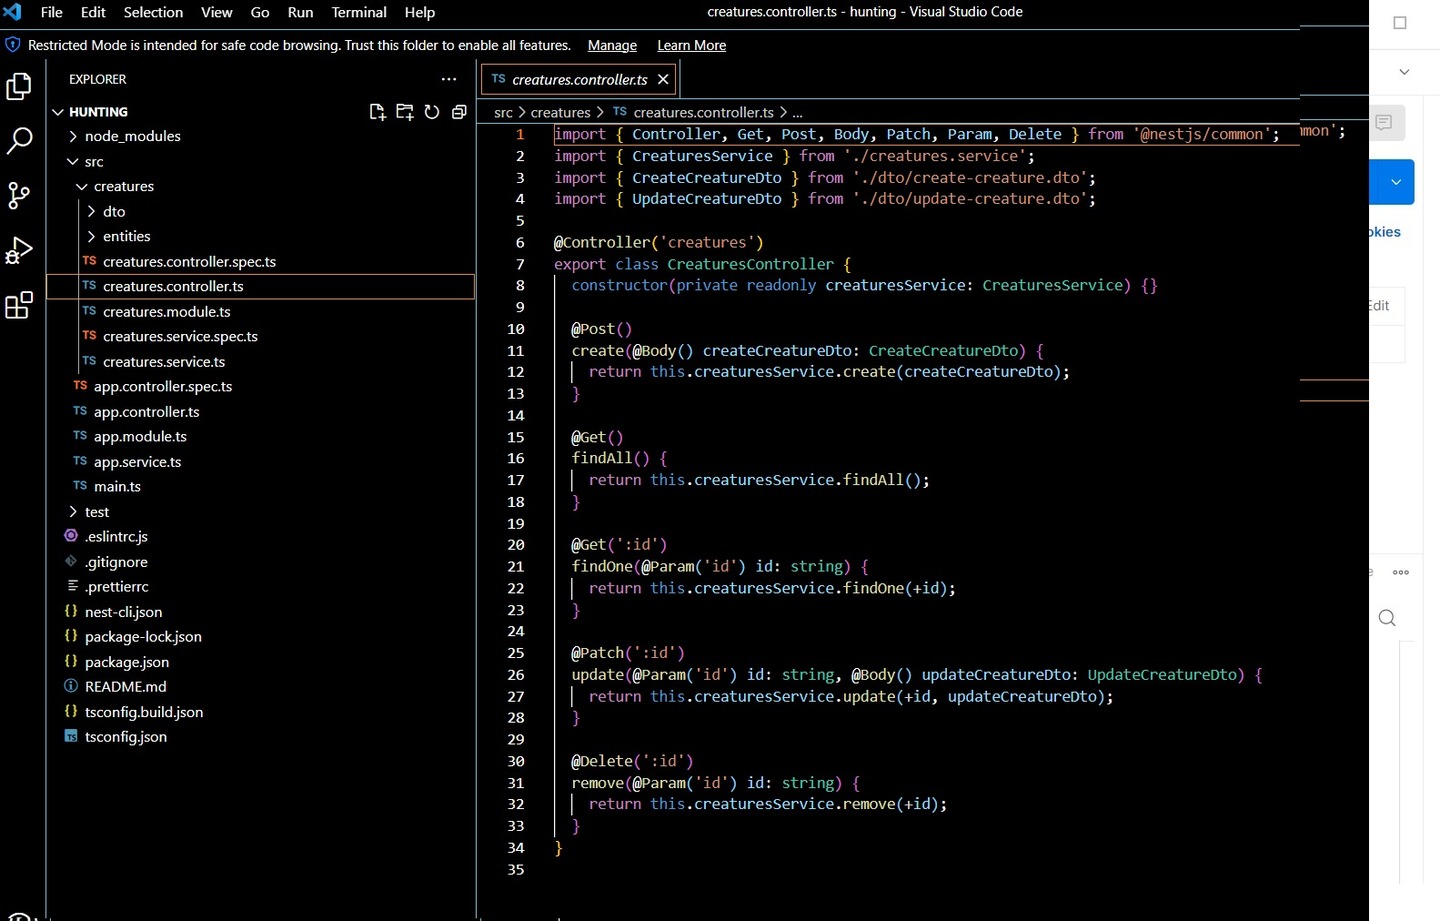 File Edit Selection View Go Run Terminal Help
creatures.controller.ts - hunting - Visual Studio Code
Restricted Mode is intended for safe code browsing. Trust this folder to enable all features. Manage Learn More
EXPLORER
HUNTING
node_modules
src
creatures
dto
entities
TS creatures.controller.spec.ts
TS creatures.controller.ts
TS creatures.module.ts
TS creatures.service.spec.ts
TS creatures.service.ts
TS app.controller.spec.ts
TS app.controller.ts
TS app.module.ts
TS app.service.ts
TS main.ts
test
.eslintrc.js
.gitignore
.prettierrc
{} nest-cli.json
{} package-lock.json
{} package.json
README.md
{} tsconfig.build.json
TS tsconfig.json
TS creatures.controller.ts
src > creatures > TS creatures.controller.ts > ...
1 import { Controller, Get, Post, Body, Patch, Param, Delete } from '@nestjs/common';
2 import { CreaturesService } from './creatures.service';
3 import { CreateCreatureDto } from './dto/create-creature.dto';
4 import { UpdateCreatureDto } from './dto/update-creature.dto';
5
6 @Controller('creatures')
7 export class CreaturesController {
8 constructor(private readonly creaturesService: CreaturesService) {}
9
10 @Post()
11 create(@Body() createCreatureDto: CreateCreatureDto) {
12 return this.creaturesService.create(createCreatureDto);
13 }
14
15 @Get()
16 findAll() {
17 return this.creaturesService.findAll();
18 }
19
20 @Get(':id')
21 findOne(@Param('id') id: string) {
22 return this.creaturesService.findOne(+id);
23 }
24
25 @Patch(':id')
26 update(@Param('id') id: string, @Body() updateCreatureDto: UpdateCreatureDto) {
27 return this.creaturesService.update(+id, updateCreatureDto);
28 }
29
30 @Delete(':id')
31 remove(@Param('id') id: string) {
32 return this.creaturesService.remove(+id);
33 }
34 }
35
mmon';
okies
Edit